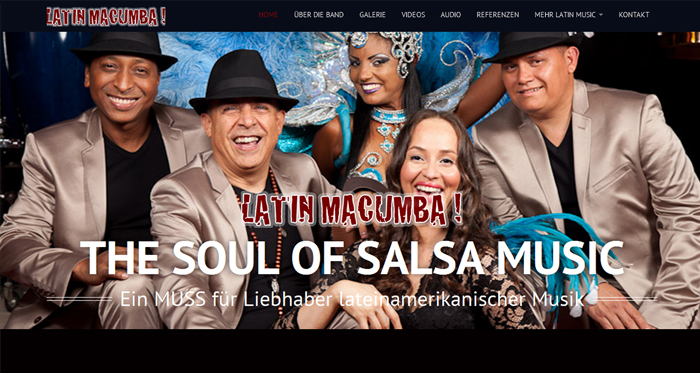 LATIN MACUMBA !
HOME ÜBER DIE BAND GALERIE VIDEOS AUDIO REFERENZEN MEHR LATIN MUSIC KONTAKT
LATIN MACUMBA !
THE SOUL OF SALSA MUSIC
Ein MUSS für Liebhaber lateinamerikanischer Musik